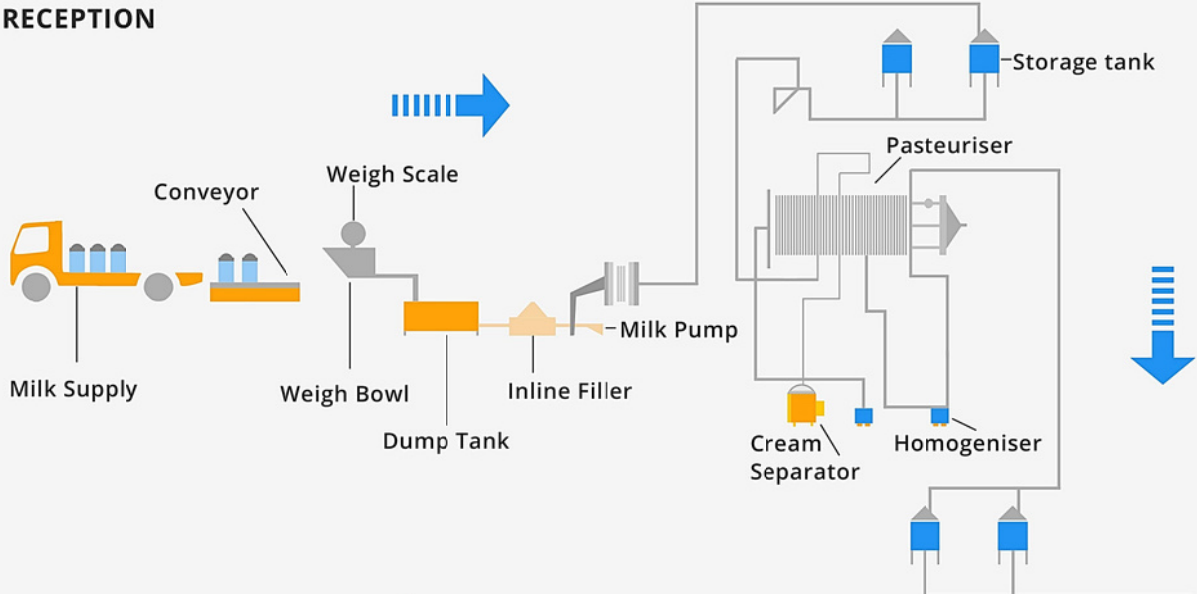 RECEPTION
Storage tank
Pasteuriser
Weigh Scale
Conveyor
Milk Pump
Milk Supply
Weigh Bowl
Inline Filler
Dump Tank
Cream
Separator
Homogeniser